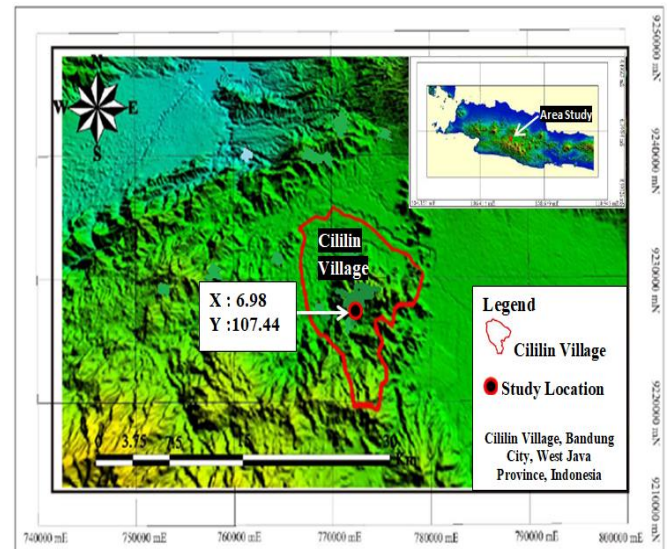 N
W E
S
Area Study
Cililin
Village
X : 6.98
Y :107.44
Legend
Cililin Village
Study Location
Cililin Village, Bandung
City, West Java
Province, Indonesia
0 3.75 7.5 15 30
Km
9250000 mN
9240000 mN
9230000 mN
9220000 mN
9210000 mN
740000 mE 750000 mE 760000 mE 770000 mE 780000 mE 790000 mE 800000 mE